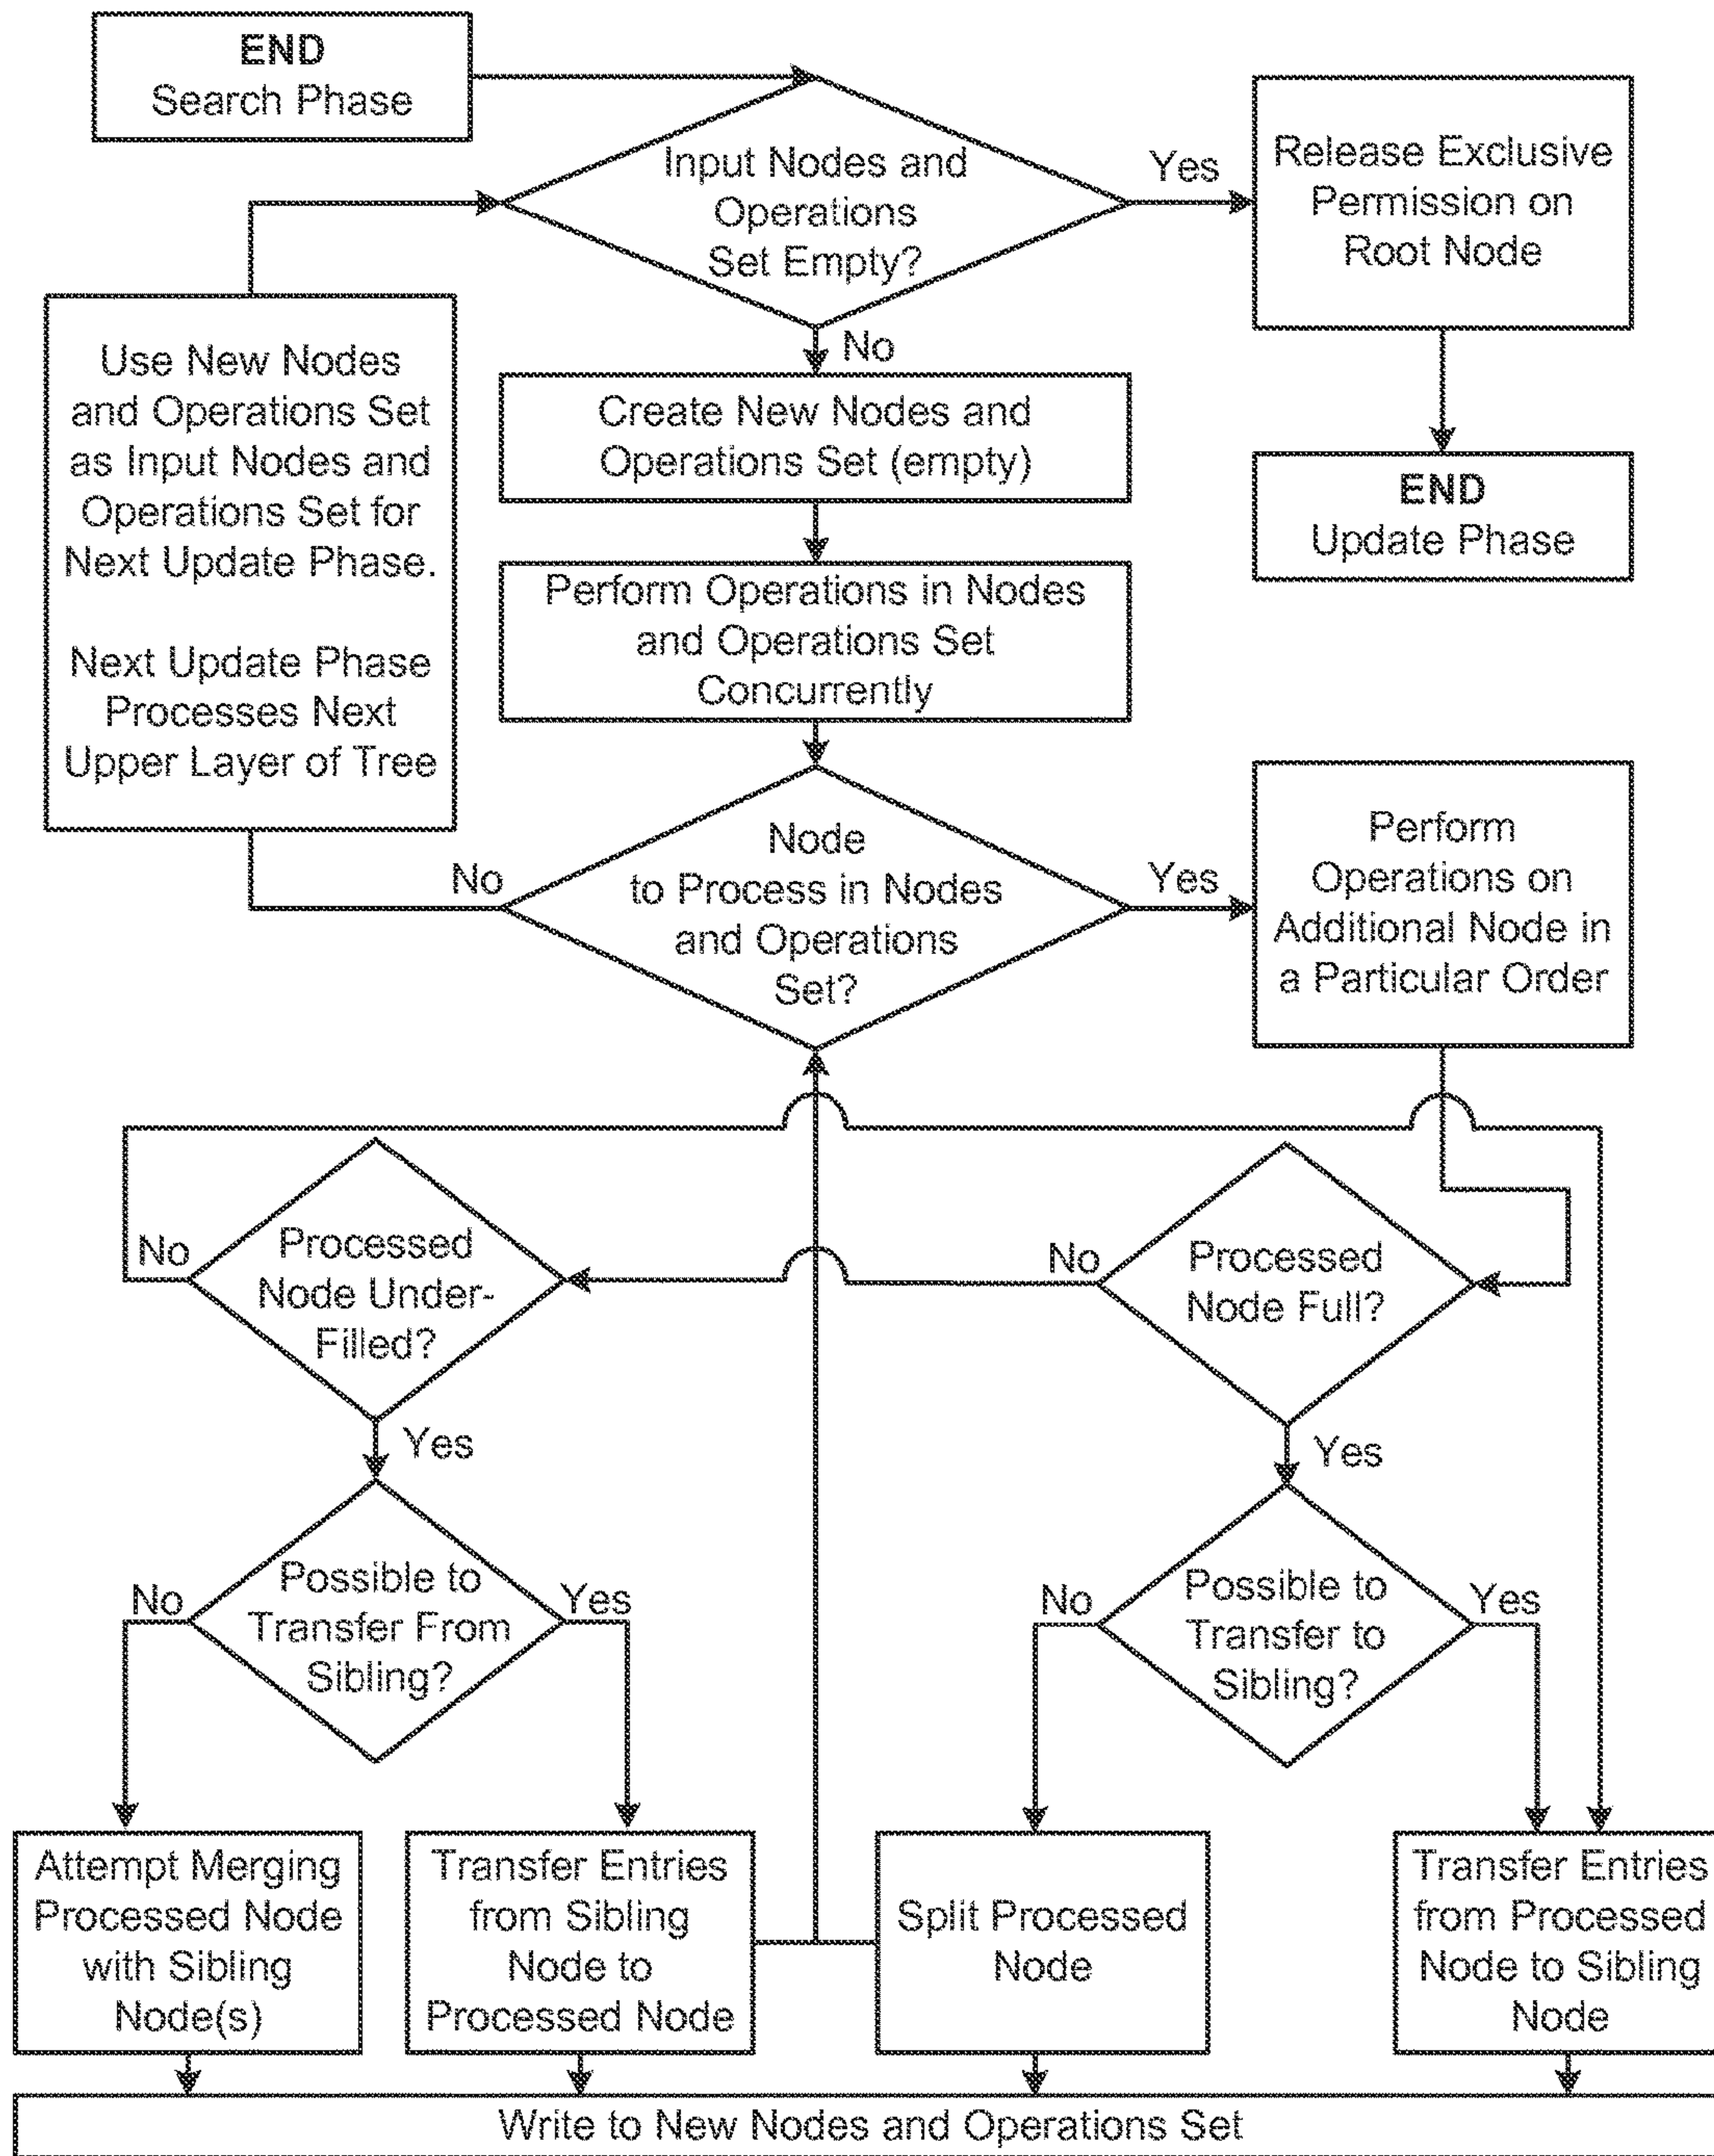 END
Search Phase
Input Nodes and
Operations
Set Empty?
Yes
Release Exclusive
Permission on
Root Node
No
Use New Nodes
and Operations Set
as Input Nodes and
Operations Set for
Next Update Phase.
Next Update Phase
Processes Next
Upper Layer of Tree
Create New Nodes and
Operations Set (empty)
END
Update Phase
Perform Operations in Nodes
and Operations Set
Concurrently
Node
to Process in Nodes
and Operations
Set?
No
Yes
Perform
Operations on
Additional Node in
a Particular Order
No
Processed
Node Under-
Filled?
No
Processed
Node Full?
Yes
Yes
No
Possible to
Transfer From
Sibling?
Yes
No
Possible to
Transfer to
Sibling?
Yes
Attempt Merging
Processed Node
with Sibling
Node(s)
Transfer Entries
from Sibling
Node to
Processed Node
Split Processed
Node
Transfer Entries
from Processed
Node to Sibling
Node
Write to New Nodes and Operations Set